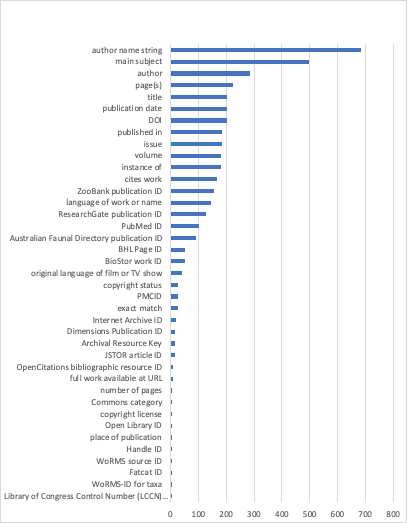 author name string
main subject
author
page(s)
title
publication date
DOI
published in
issue
volume
instance of
cites work
ZooBank publication ID
language of work or name
ResearchGate publication ID
PubMed ID
Australian Faunal Directory publication ID
BHL Page ID
BioStor work ID
original language of film or TV show
copyright status
PMCID
exact match
Internet Archive ID
Dimensions Publication ID
Archival Resource Key
JSTOR article ID
OpenCitations bibliographic resource ID
full work available at URL
number of pages
Commons category
copyright license
Open Library ID
place of publication
Handle ID
WoRMS source ID
Fatcat ID
WoRMS-ID for taxa
Library of Congress Control Number (LCCN)...
0 100 200 300 400 500 600 700 800